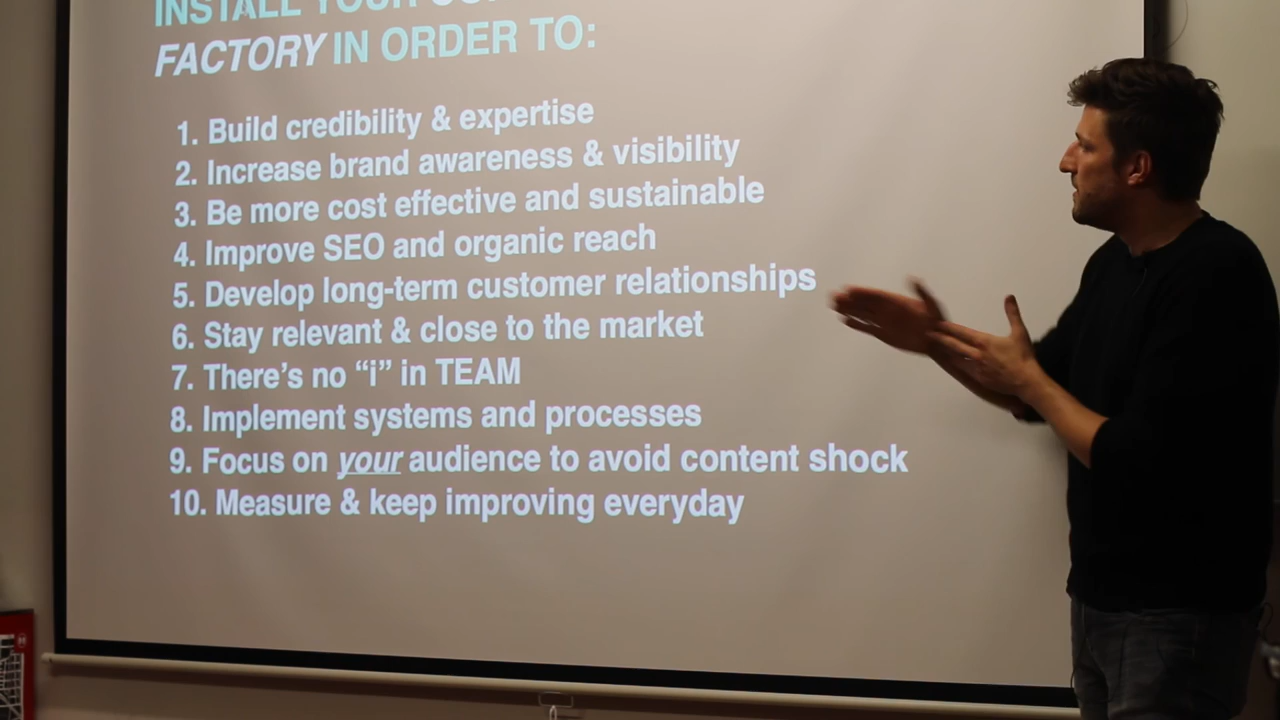 INSTALL YOUR
FACTORY IN ORDER TO:
1. Build credibility & expertise
2. Increase brand awareness & visibility
3. Be more cost effective and sustainable
4. Improve SEO and organic reach
5. Develop long-term customer relationships
6. Stay relevant & close to the market
7. There's no “i” in TEAM
8. Implement systems and processes
9. Focus on your audience to avoid content shock
10. Measure & keep improving everyday